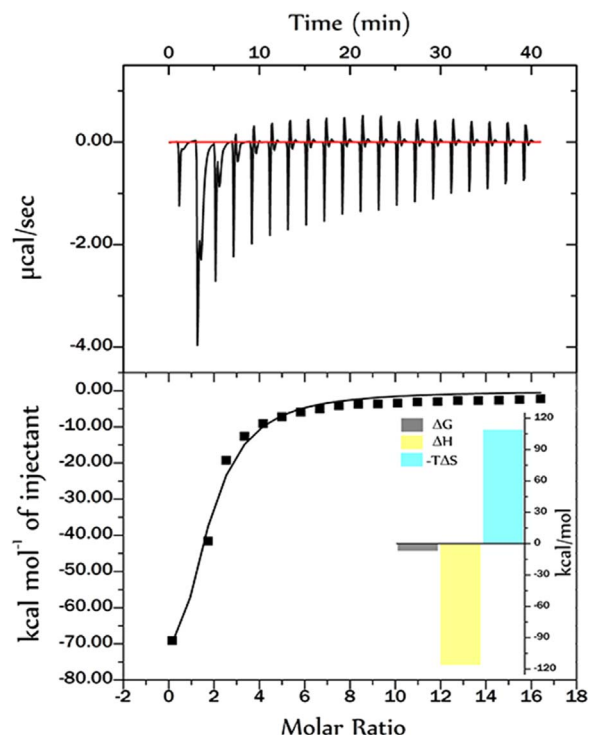 Time (min)
0 10 20 30 40
0.00
-2.00
-4.00
µcal/sec
0.00
-10.00
-20.00
-30.00
-40.00
-50.00
-60.00
-70.00
-80.00
kcal mol⁻¹ of injectant
ΔG
ΔH
-TΔS
120
90
60
30
0
-30
-60
-90
-120
kcal/mol
-2 0 2 4 6 8 10 12 14 16 18
Molar Ratio